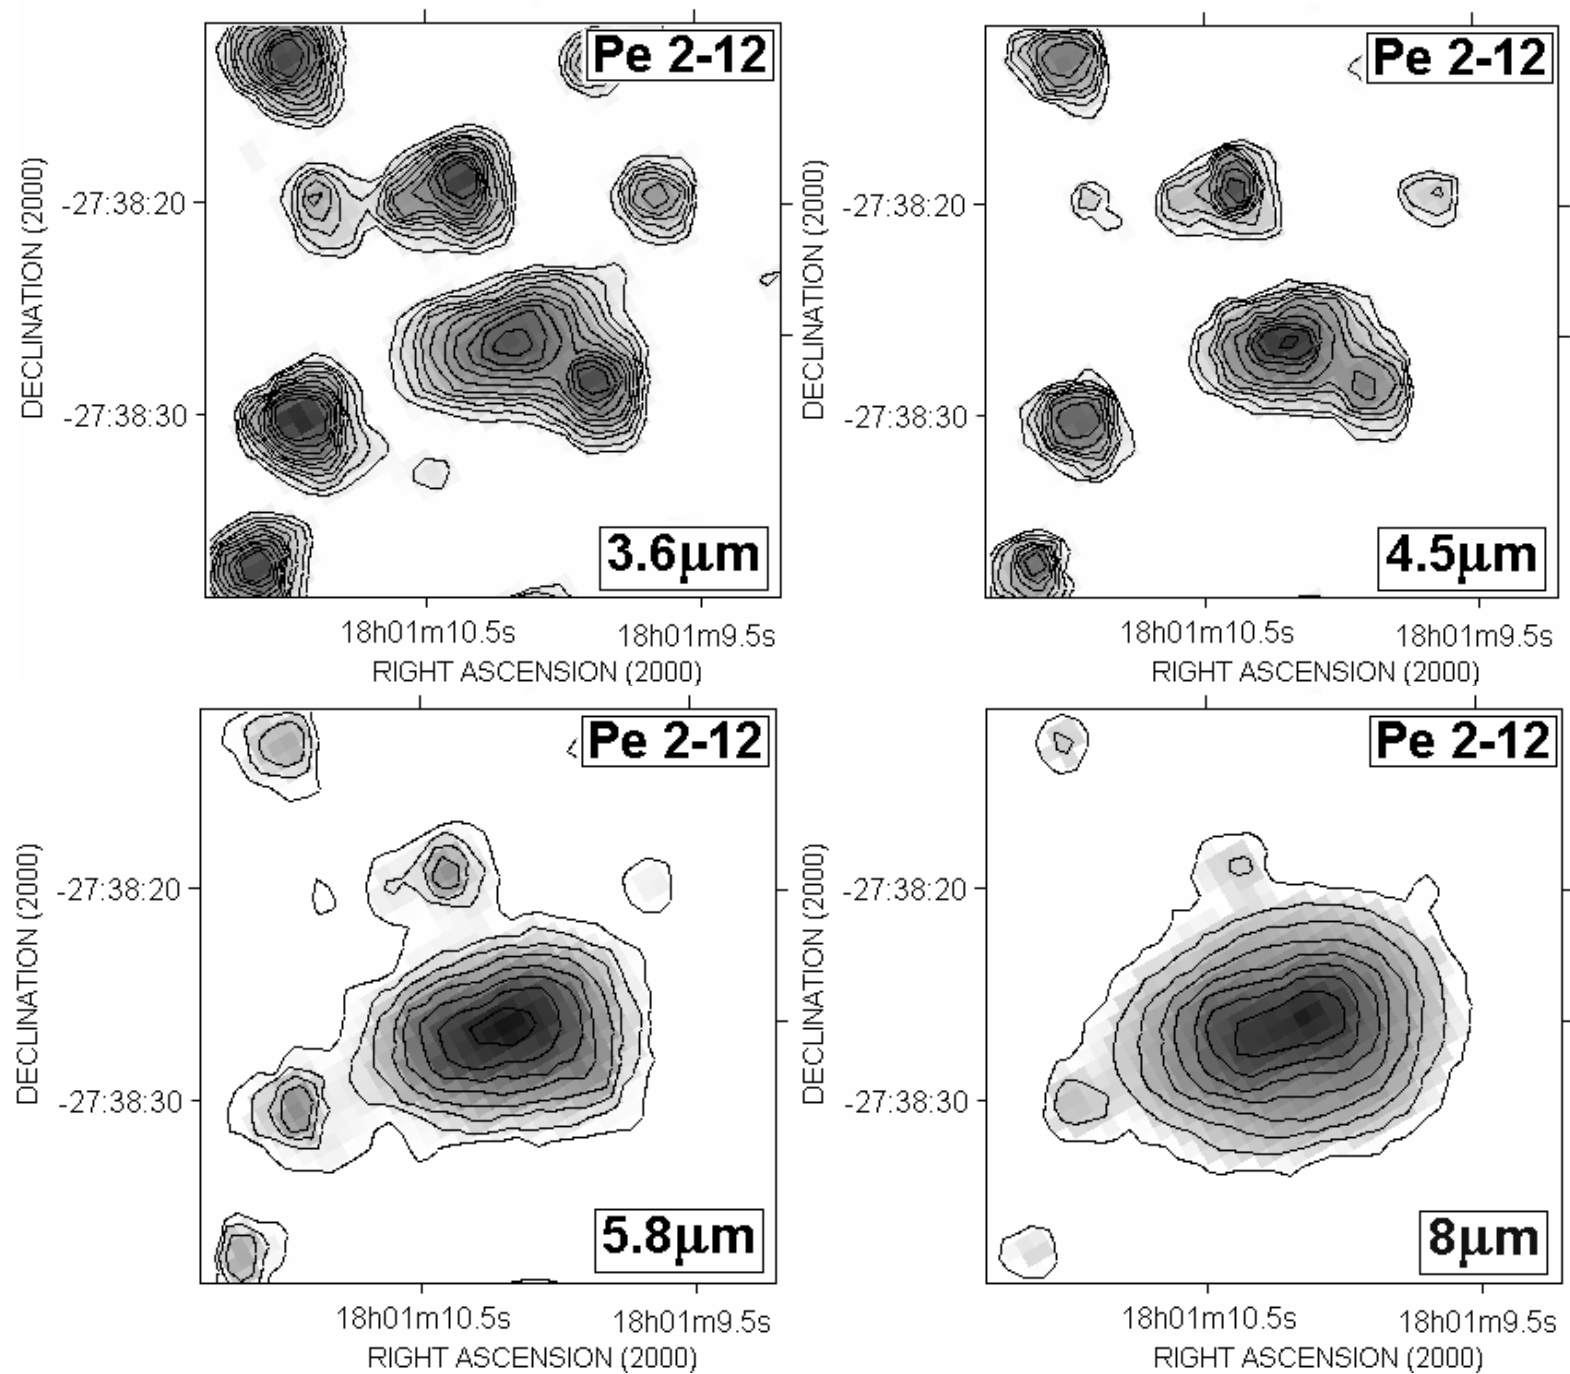 Pe 2-12
DECLINATION (2000)
-27:38:20
-27:38:30
3.6μm
18h01m10.5s
18h01m9.5s
RIGHT ASCENSION (2000)
Pe 2-12
DECLINATION (2000)
-27:38:20
-27:38:30
4.5μm
18h01m10.5s
18h01m9.5s
RIGHT ASCENSION (2000)
Pe 2-12
DECLINATION (2000)
-27:38:20
-27:38:30
5.8μm
18h01m10.5s
18h01m9.5s
RIGHT ASCENSION (2000)
Pe 2-12
DECLINATION (2000)
-27:38:20
-27:38:30
8μm
18h01m10.5s
18h01m9.5s
RIGHT ASCENSION (2000)